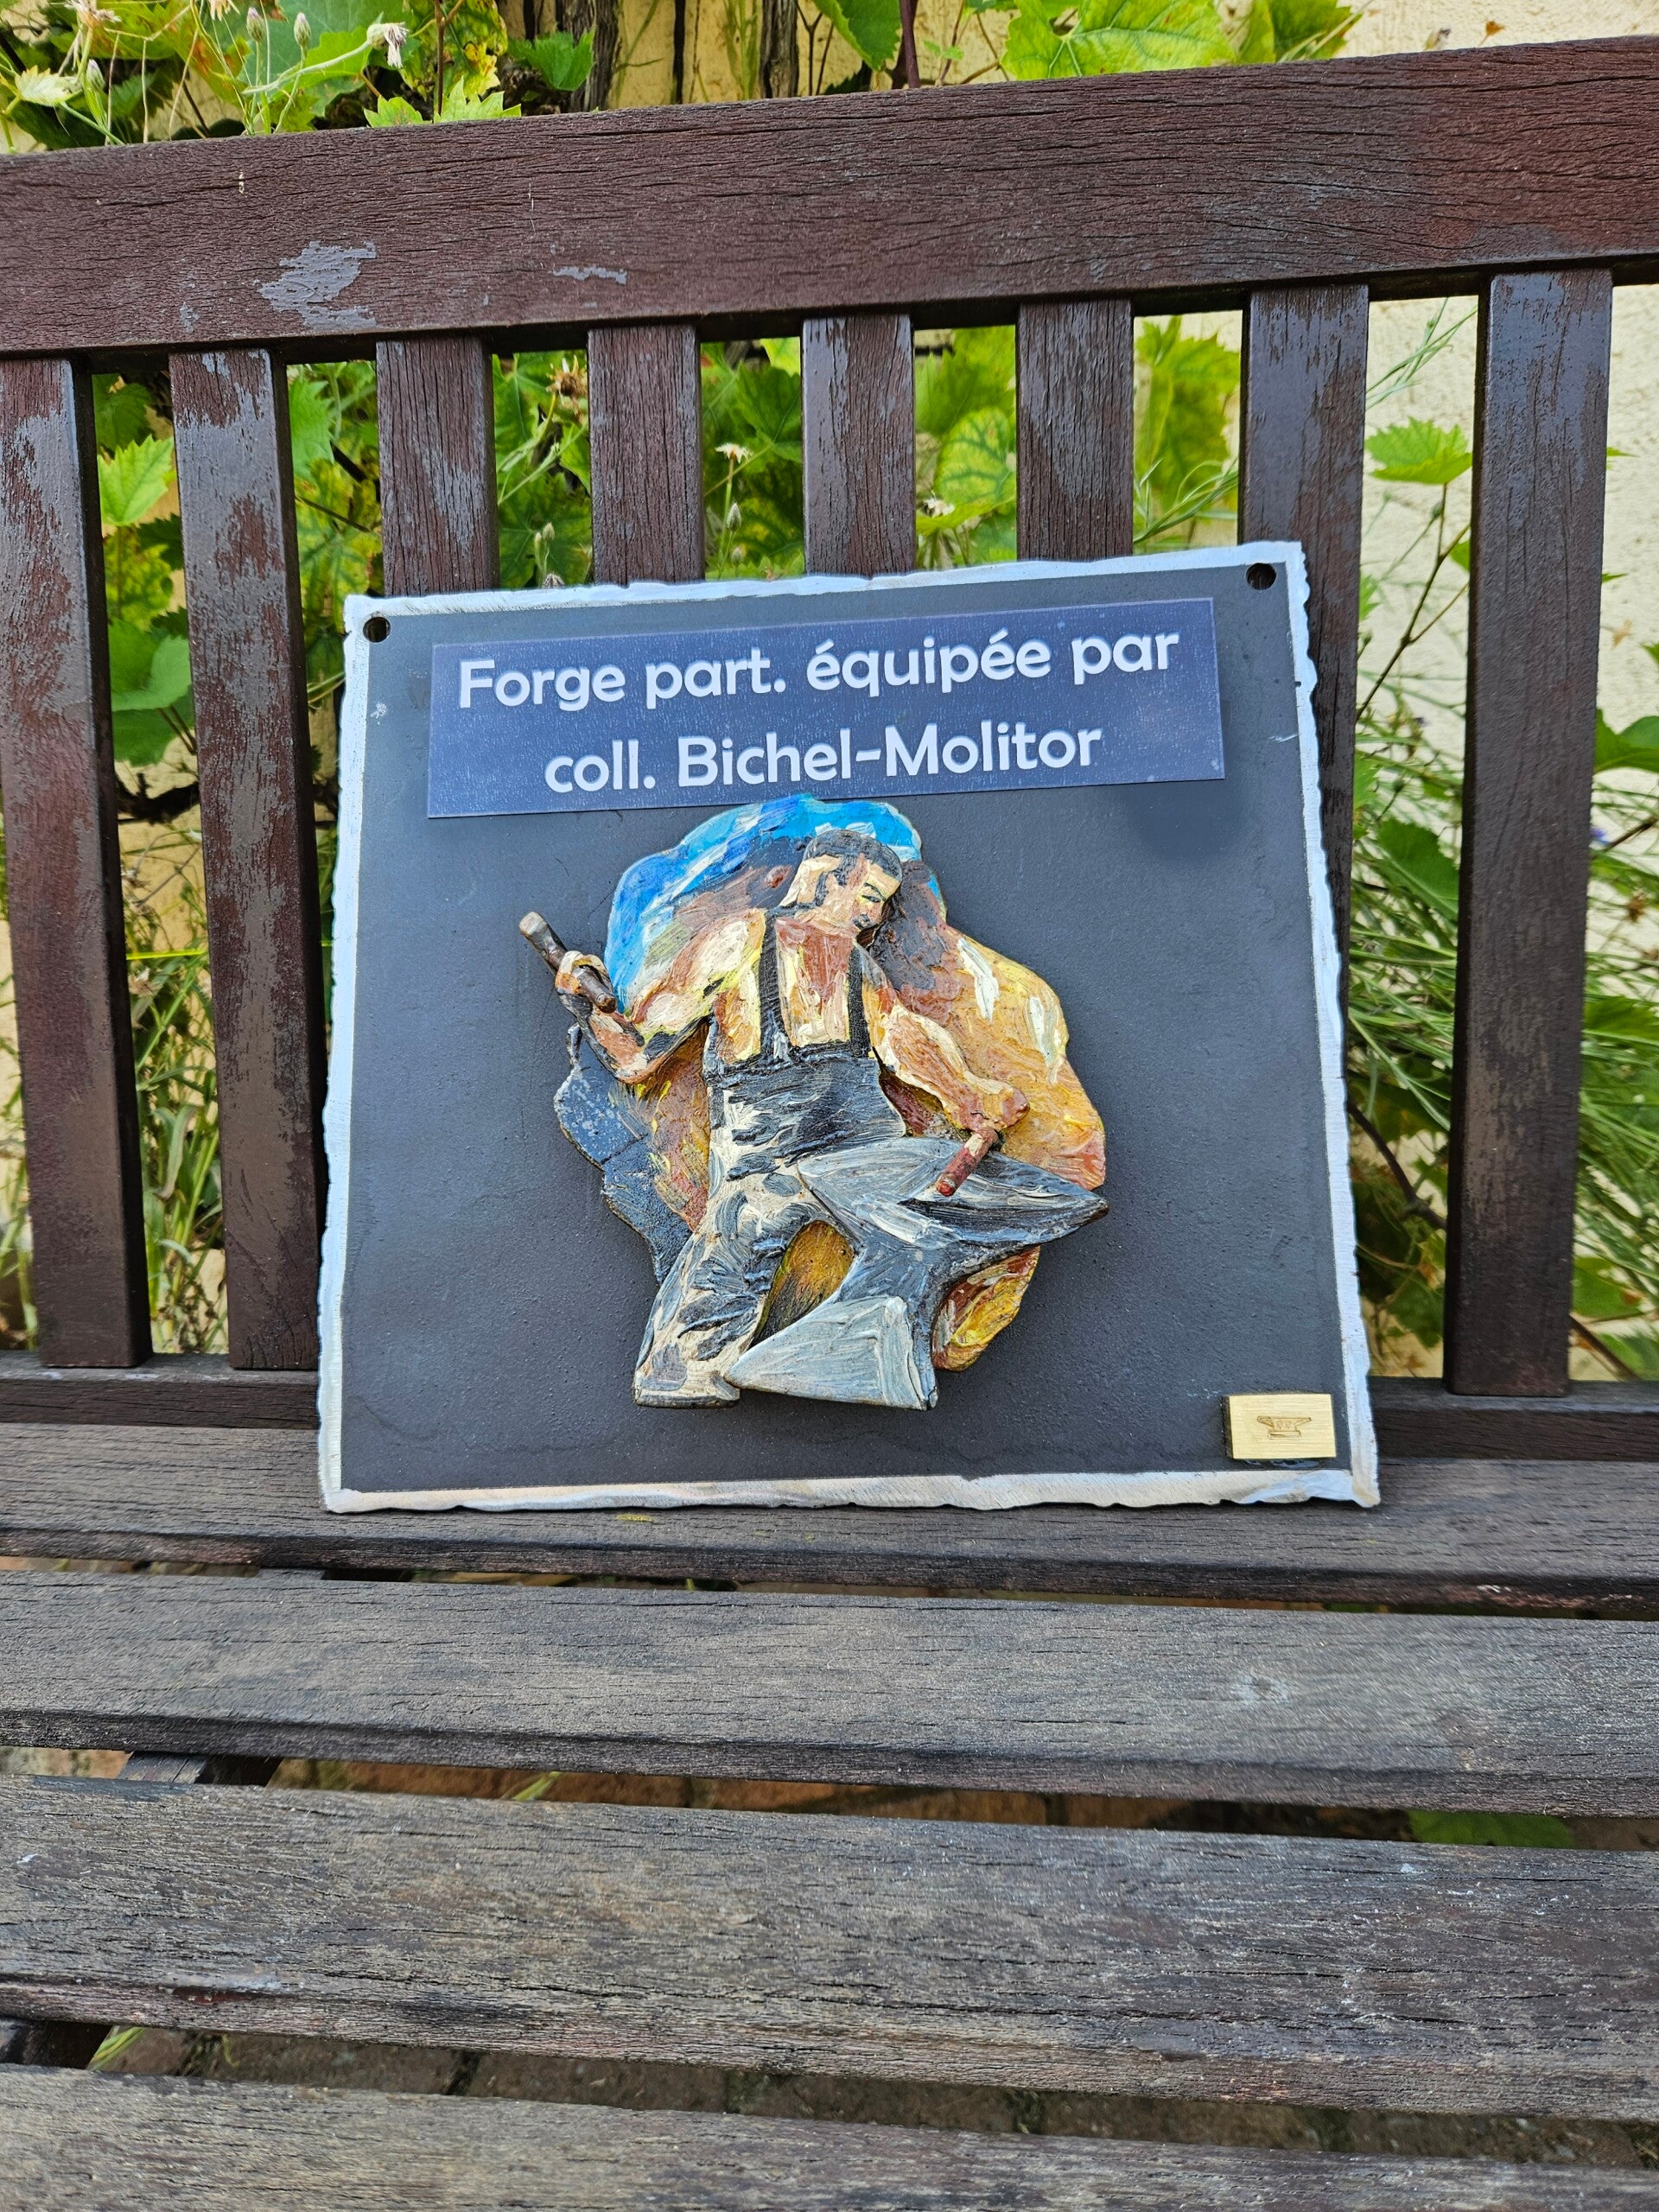 Forge part. équipée par
coll. Bichel-Molitor